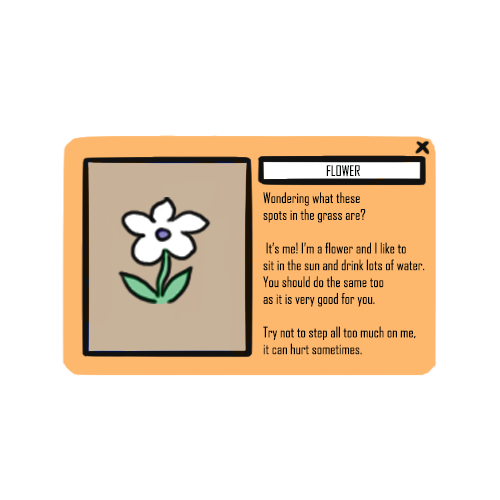 FLOWER
Wondering what these
spots in the grass are?
It's me! I'm a flower and I like to
sit in the sun and drink lots of water.
You should do the same too
as it is very good for you.
Try not to step all too much on me,
it can hurt sometimes.